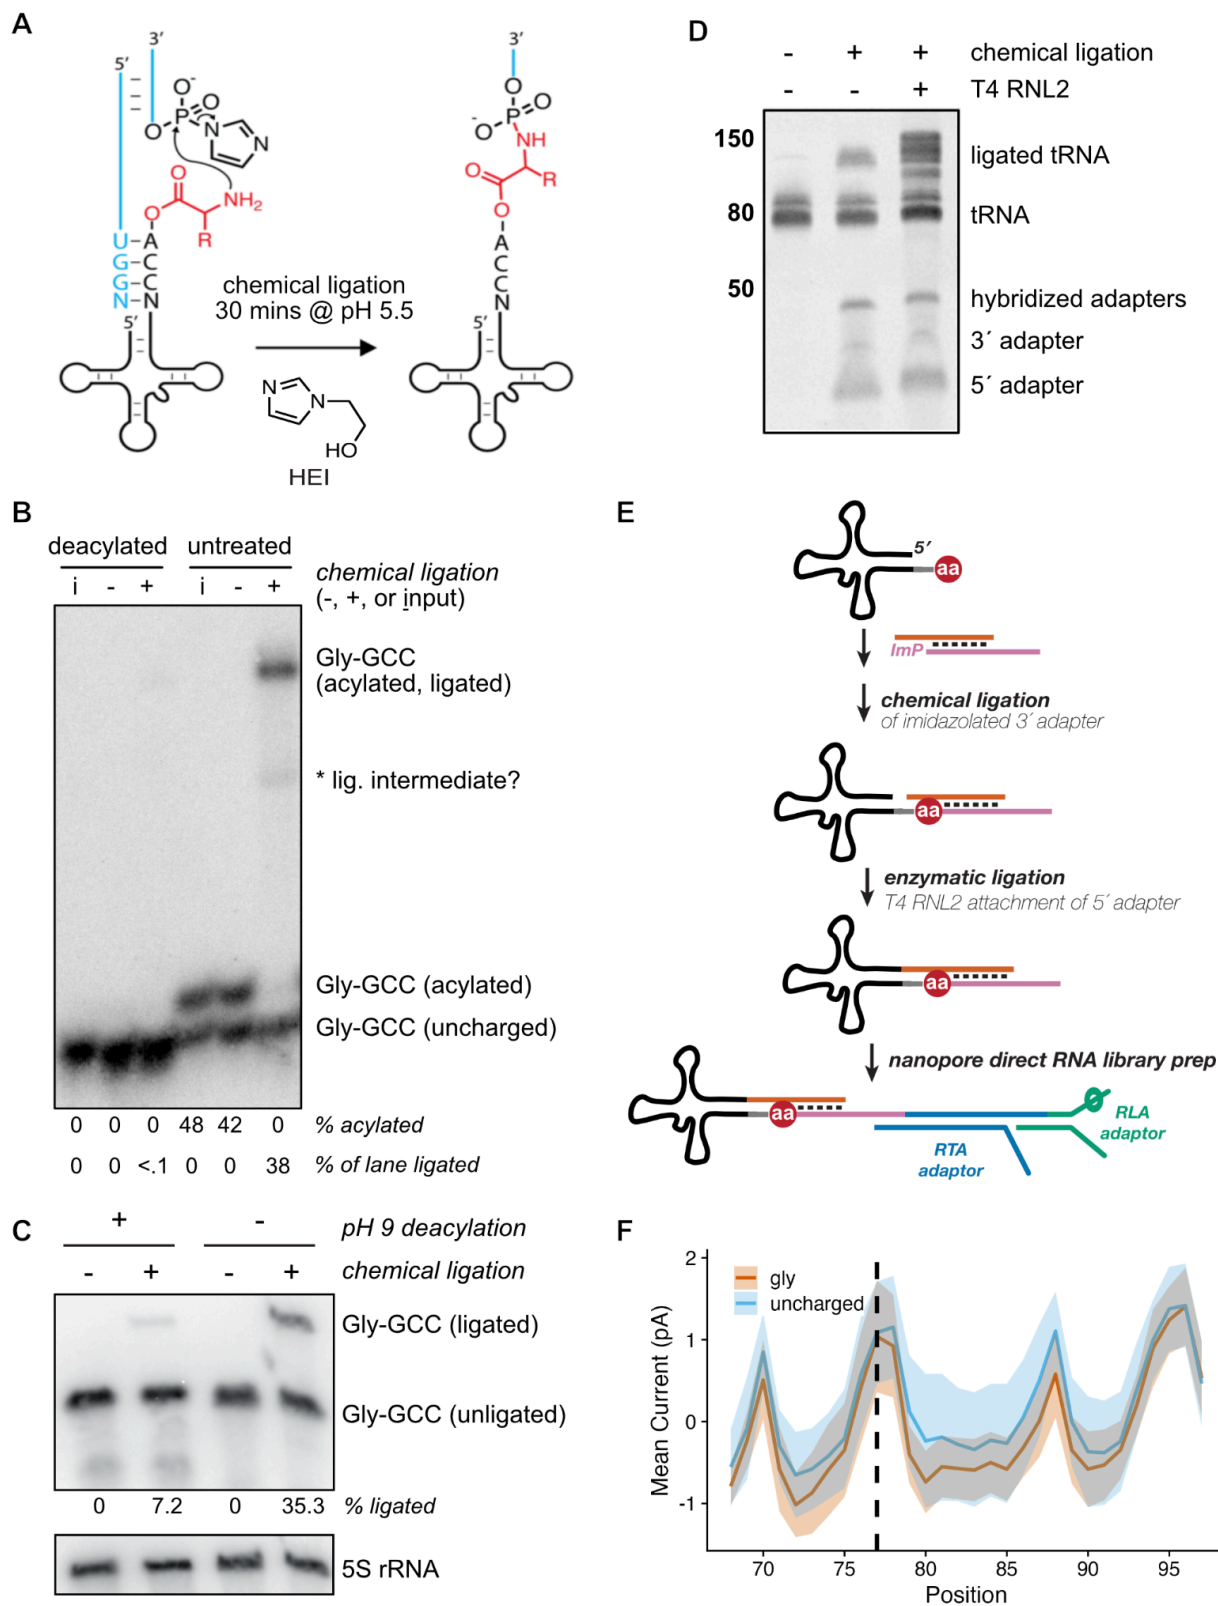 A
3′
5′
O⁻
P
O
O
N
N
O
O
NH₂
R
U
A
G
C
G
C
N
N
5′
chemical ligation
30 mins @ pH 5.5
N
N
HO
HEI
3′
O
O
⁻O
P
NH
O
R
O
A
C
C
N
5′
B
deacylated untreated
i - + i - +
chemical ligation
(-, +, or input)
Gly-GCC
(acylated, ligated)
* lig. intermediate?
Gly-GCC (acylated)
Gly-GCC (uncharged)
0 0 0 48 42 0 % acylated
0 0 <.1 0 0 38 % of lane ligated
C
+ - pH 9 deacylation
- + - + chemical ligation
Gly-GCC (ligated)
Gly-GCC (unligated)
0 7.2 0 35.3 % ligated
5S rRNA
D
- + + chemical ligation
- - + T4 RNL2
150
ligated tRNA
80
tRNA
50
hybridized adapters
3´ adapter
5´ adapter
E
5′
aa
ImP
chemical ligation
of imidazolated 3´ adapter
aa
enzymatic ligation
T4 RNL2 attachment of 5´ adapter
aa
nanopore direct RNA library prep
aa
RTA
adaptor
RLA
adaptor
F
gly
uncharged
Mean Current (pA)
2
1
0
-1
70 75 80 85 90 95
Position